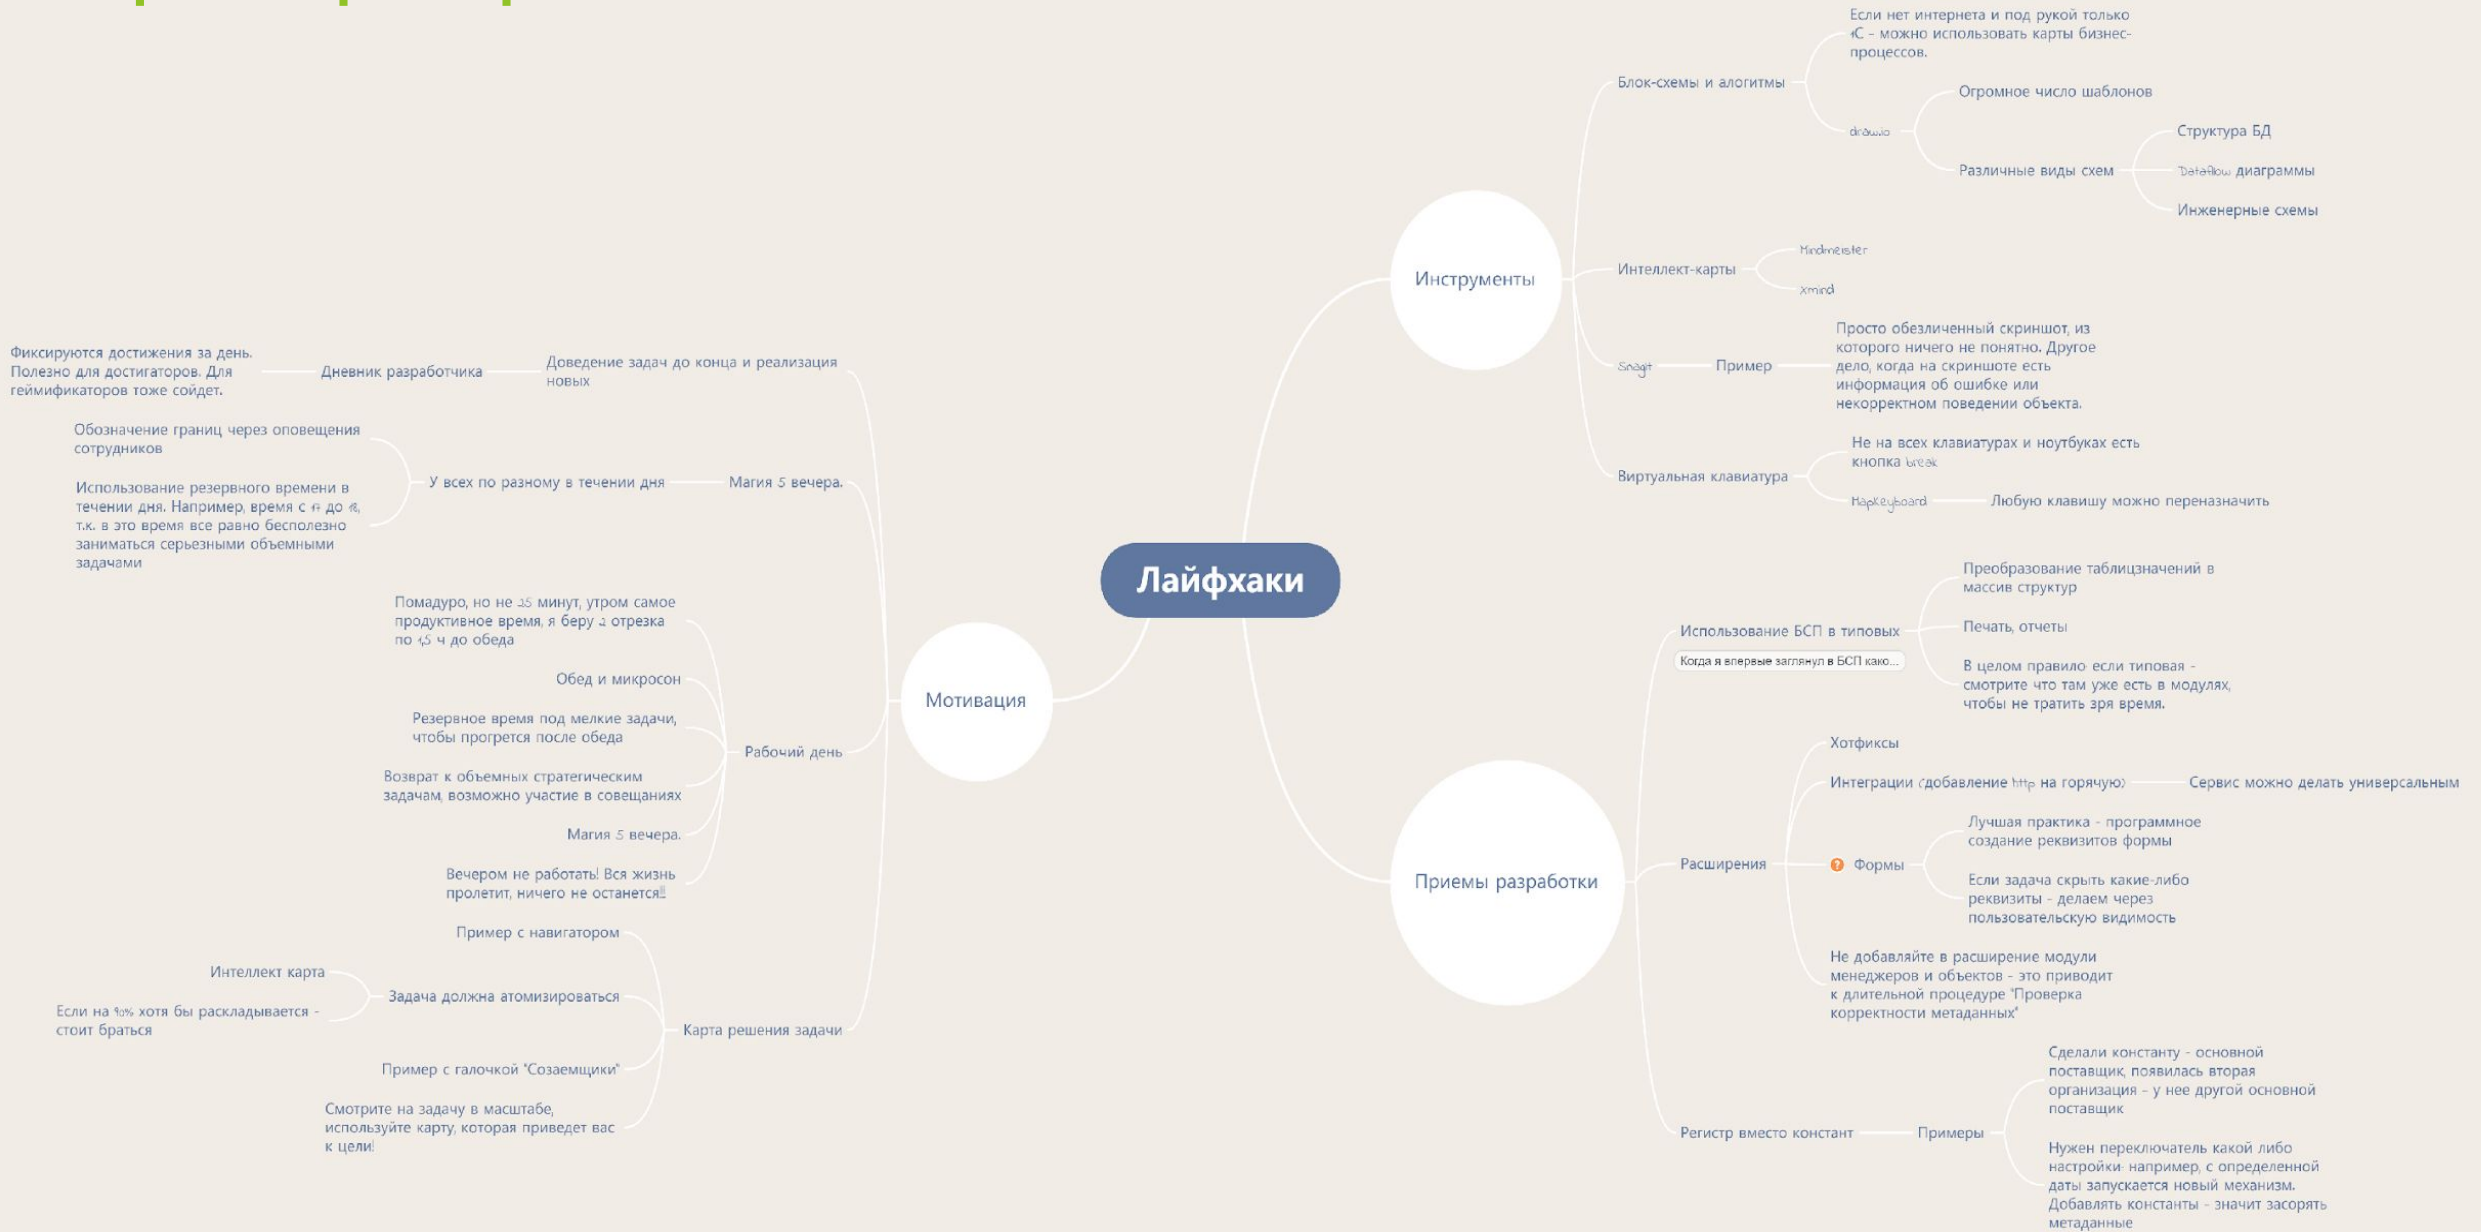 Лайфхаки
Инструменты
Блок-схемы и алогитмы
Если нет интернета и под рукой только
1С - можно использовать карты бизнес-
процессов.
draw.io
Огромное число шаблонов
Различные виды схем
Структура БД
Dataflow диаграммы
Инженерные схемы
Интеллект-карты
Mindmeister
xmind
Snagit
Пример
Просто обезличенный скриншот, из
которого ничего не понятно. Другое
дело, когда на скриншоте есть
информация об ошибке или
некорректном поведении объекта.
Виртуальная клавиатура
Не на всех клавиатурах и ноутбуках есть
кнопка break
MapKeyboard
Любую клавишу можно переназначить
Приемы разработки
Использование БСП в типовых
Когда я впервые заглянул в БСП како...
Преобразование таблицзначений в
массив структур
Печать, отчеты
В целом правило: если типовая -
смотрите что там уже есть в модулях,
чтобы не тратить зря время.
Расширения
Хотфиксы
Интеграции (добавление http на горячую)
Сервис можно делать универсальным
Формы
Лучшая практика - программное
создание реквизитов формы
Если задача скрыть какие-либо
реквизиты - делаем через
пользовательскую видимость
Не добавляйте в расширение модули
менеджеров и объектов - это приводит
к длительной процедуре "Проверка
корректности метаданных"
Регистр вместо констант
Примеры
Сделали константу - основной
поставщик, появилась вторая
организация - у нее другой основной
поставщик
Нужен переключатель какой либо
настройки: например, с определенной
даты запускается новый механизм.
Добавлять константы - значит засорять
метаданные
Мотивация
Доведение задач до конца и реализация
новых
Дневник разработчика
Фиксируются достижения за день.
Полезно для достигаторов. Для
геймификаторов тоже сойдет.
Магия 5 вечера.
У всех по разному в течении дня
Обозначение границ через оповещения
сотрудников
Использование резервного времени в
течении дня. Например, время с 17 до 18,
т.к. в это время все равно бесполезно
заниматься серьезными объемными
задачами
Рабочий день
Помадуро, но не 25 минут, утром самое
продуктивное время, я беру 2 отрезка
по 1,5 ч до обеда
Обед и микросон
Резервное время под мелкие задачи,
чтобы прогрется после обеда
Возврат к объемных стратегическим
задачам, возможно участие в совещаниях
Магия 5 вечера.
Вечером не работать! Вся жизнь
пролетит, ничего не останется!!
Карта решения задачи
Пример с навигатором
Задача должна атомизироваться
Интеллект карта
Если на 90% хотя бы раскладывается -
стоит браться
Пример с галочкой "Созаемщики"
Смотрите на задачу в масштабе,
используйте карту, которая приведет вас
к цели!